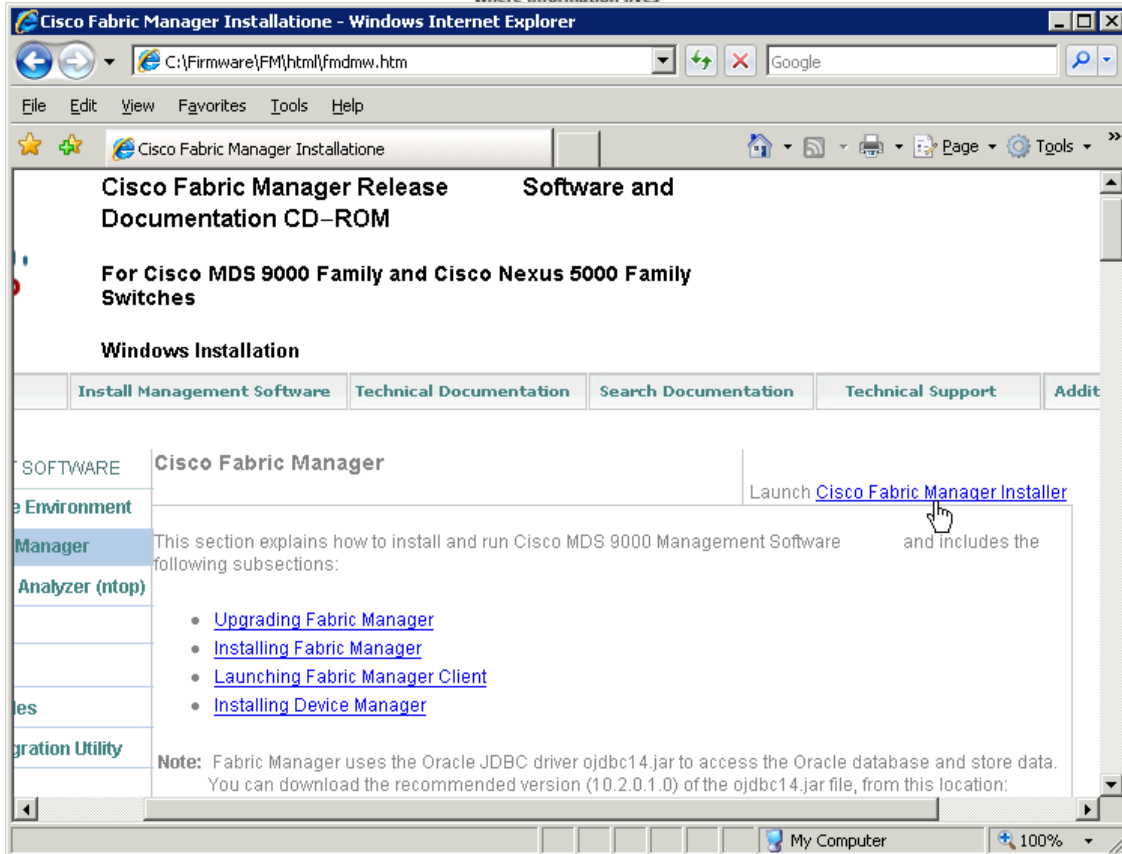 Cisco Fabric Manager Installatione - Windows Internet Explorer
C:\Firmware\FM\html\fmdmw.htm
Google
File Edit View Favorites Tools Help
Cisco Fabric Manager Installatione
Page Tools »
Cisco Fabric Manager Release Software and
Documentation CD–ROM
For Cisco MDS 9000 Family and Cisco Nexus 5000 Family
Switches
Windows Installation
Install Management Software Technical Documentation Search Documentation Technical Support Addit
SOFTWARE
Cisco Fabric Manager
Launch Cisco Fabric Manager Installer
e Environment
Manager
Analyzer (ntop)
les
gration Utility
This section explains how to install and run Cisco MDS 9000 Management Software and includes the
following subsections:
Upgrading Fabric Manager
Installing Fabric Manager
Launching Fabric Manager Client
Installing Device Manager
Note: Fabric Manager uses the Oracle JDBC driver ojdbc14.jar to access the Oracle database and store data.
You can download the recommended version (10.2.0.1.0) of the ojdbc14.jar file, from this location:
My Computer
100%